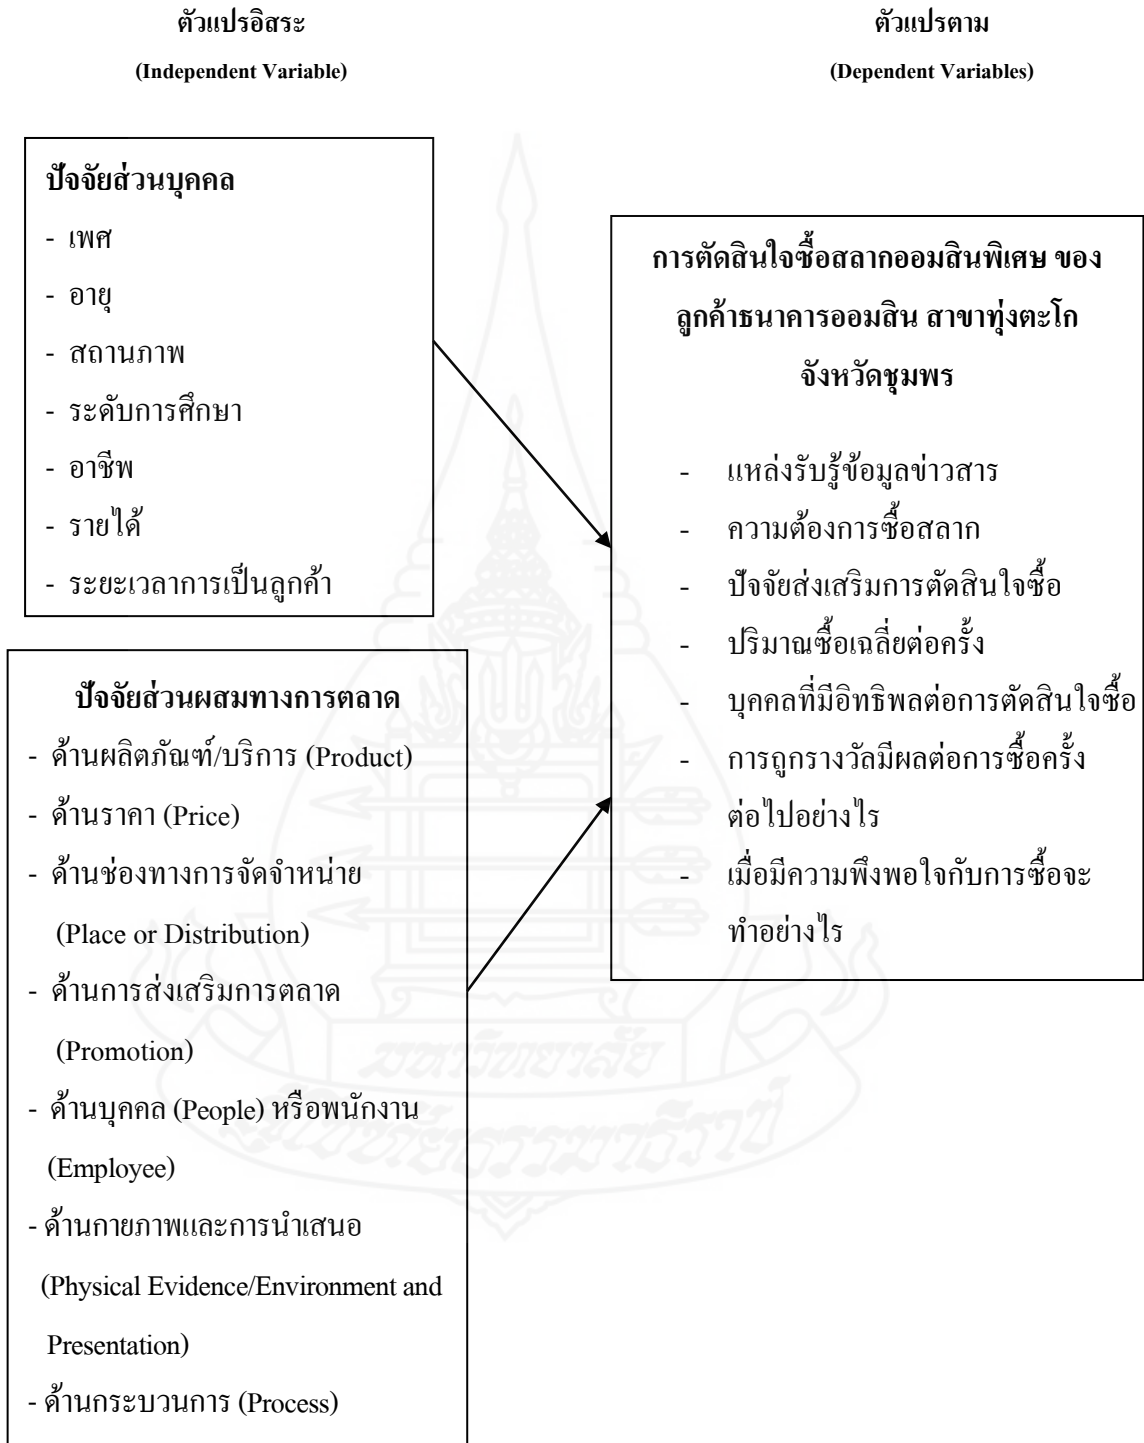 ตัวแปรอิสระ
(Independent Variable)
ตัวแปรตาม
(Dependent Variables)
ปัจจัยส่วนบุคคล
- เพศ
- อายุ
- สถานภาพ
- ระดับการศึกษา
- อาชีพ
- รายได้
- ระยะเวลาการเป็นลูกค้า
ปัจจัยส่วนผสมทางการตลาด
- ด้านผลิตภัณฑ์/บริการ (Product)
- ด้านราคา (Price)
- ด้านช่องทางการจัดจำหน่าย
(Place or Distribution)
- ด้านการส่งเสริมการตลาด
(Promotion)
- ด้านบุคคล (People) หรือพนักงาน
(Employee)
- ด้านกายภาพและการนำเสนอ
(Physical Evidence/Environment and
Presentation)
- ด้านกระบวนการ (Process)
การตัดสินใจซื้อสลากออมสินพิเศษ ของ
ลูกค้าธนาคารออมสิน สาขาทุ่งตะโก
จังหวัดชุมพร
- แหล่งรับรู้ข้อมูลข่าวสาร
- ความต้องการซื้อสลาก
- ปัจจัยส่งเสริมการตัดสินใจซื้อ
- ปริมาณซื้อเฉลี่ยต่อครั้ง
- บุคคลที่มีอิทธิพลต่อการตัดสินใจซื้อ
- การถูกรางวัลมีผลต่อการซื้อครั้ง
ต่อไปอย่างไร
- เมื่อมีความพึงพอใจกับการซื้อจะ
ทำอย่างไร
มหาวิทยาลัย
สุโขทัยธรรมาธิราช